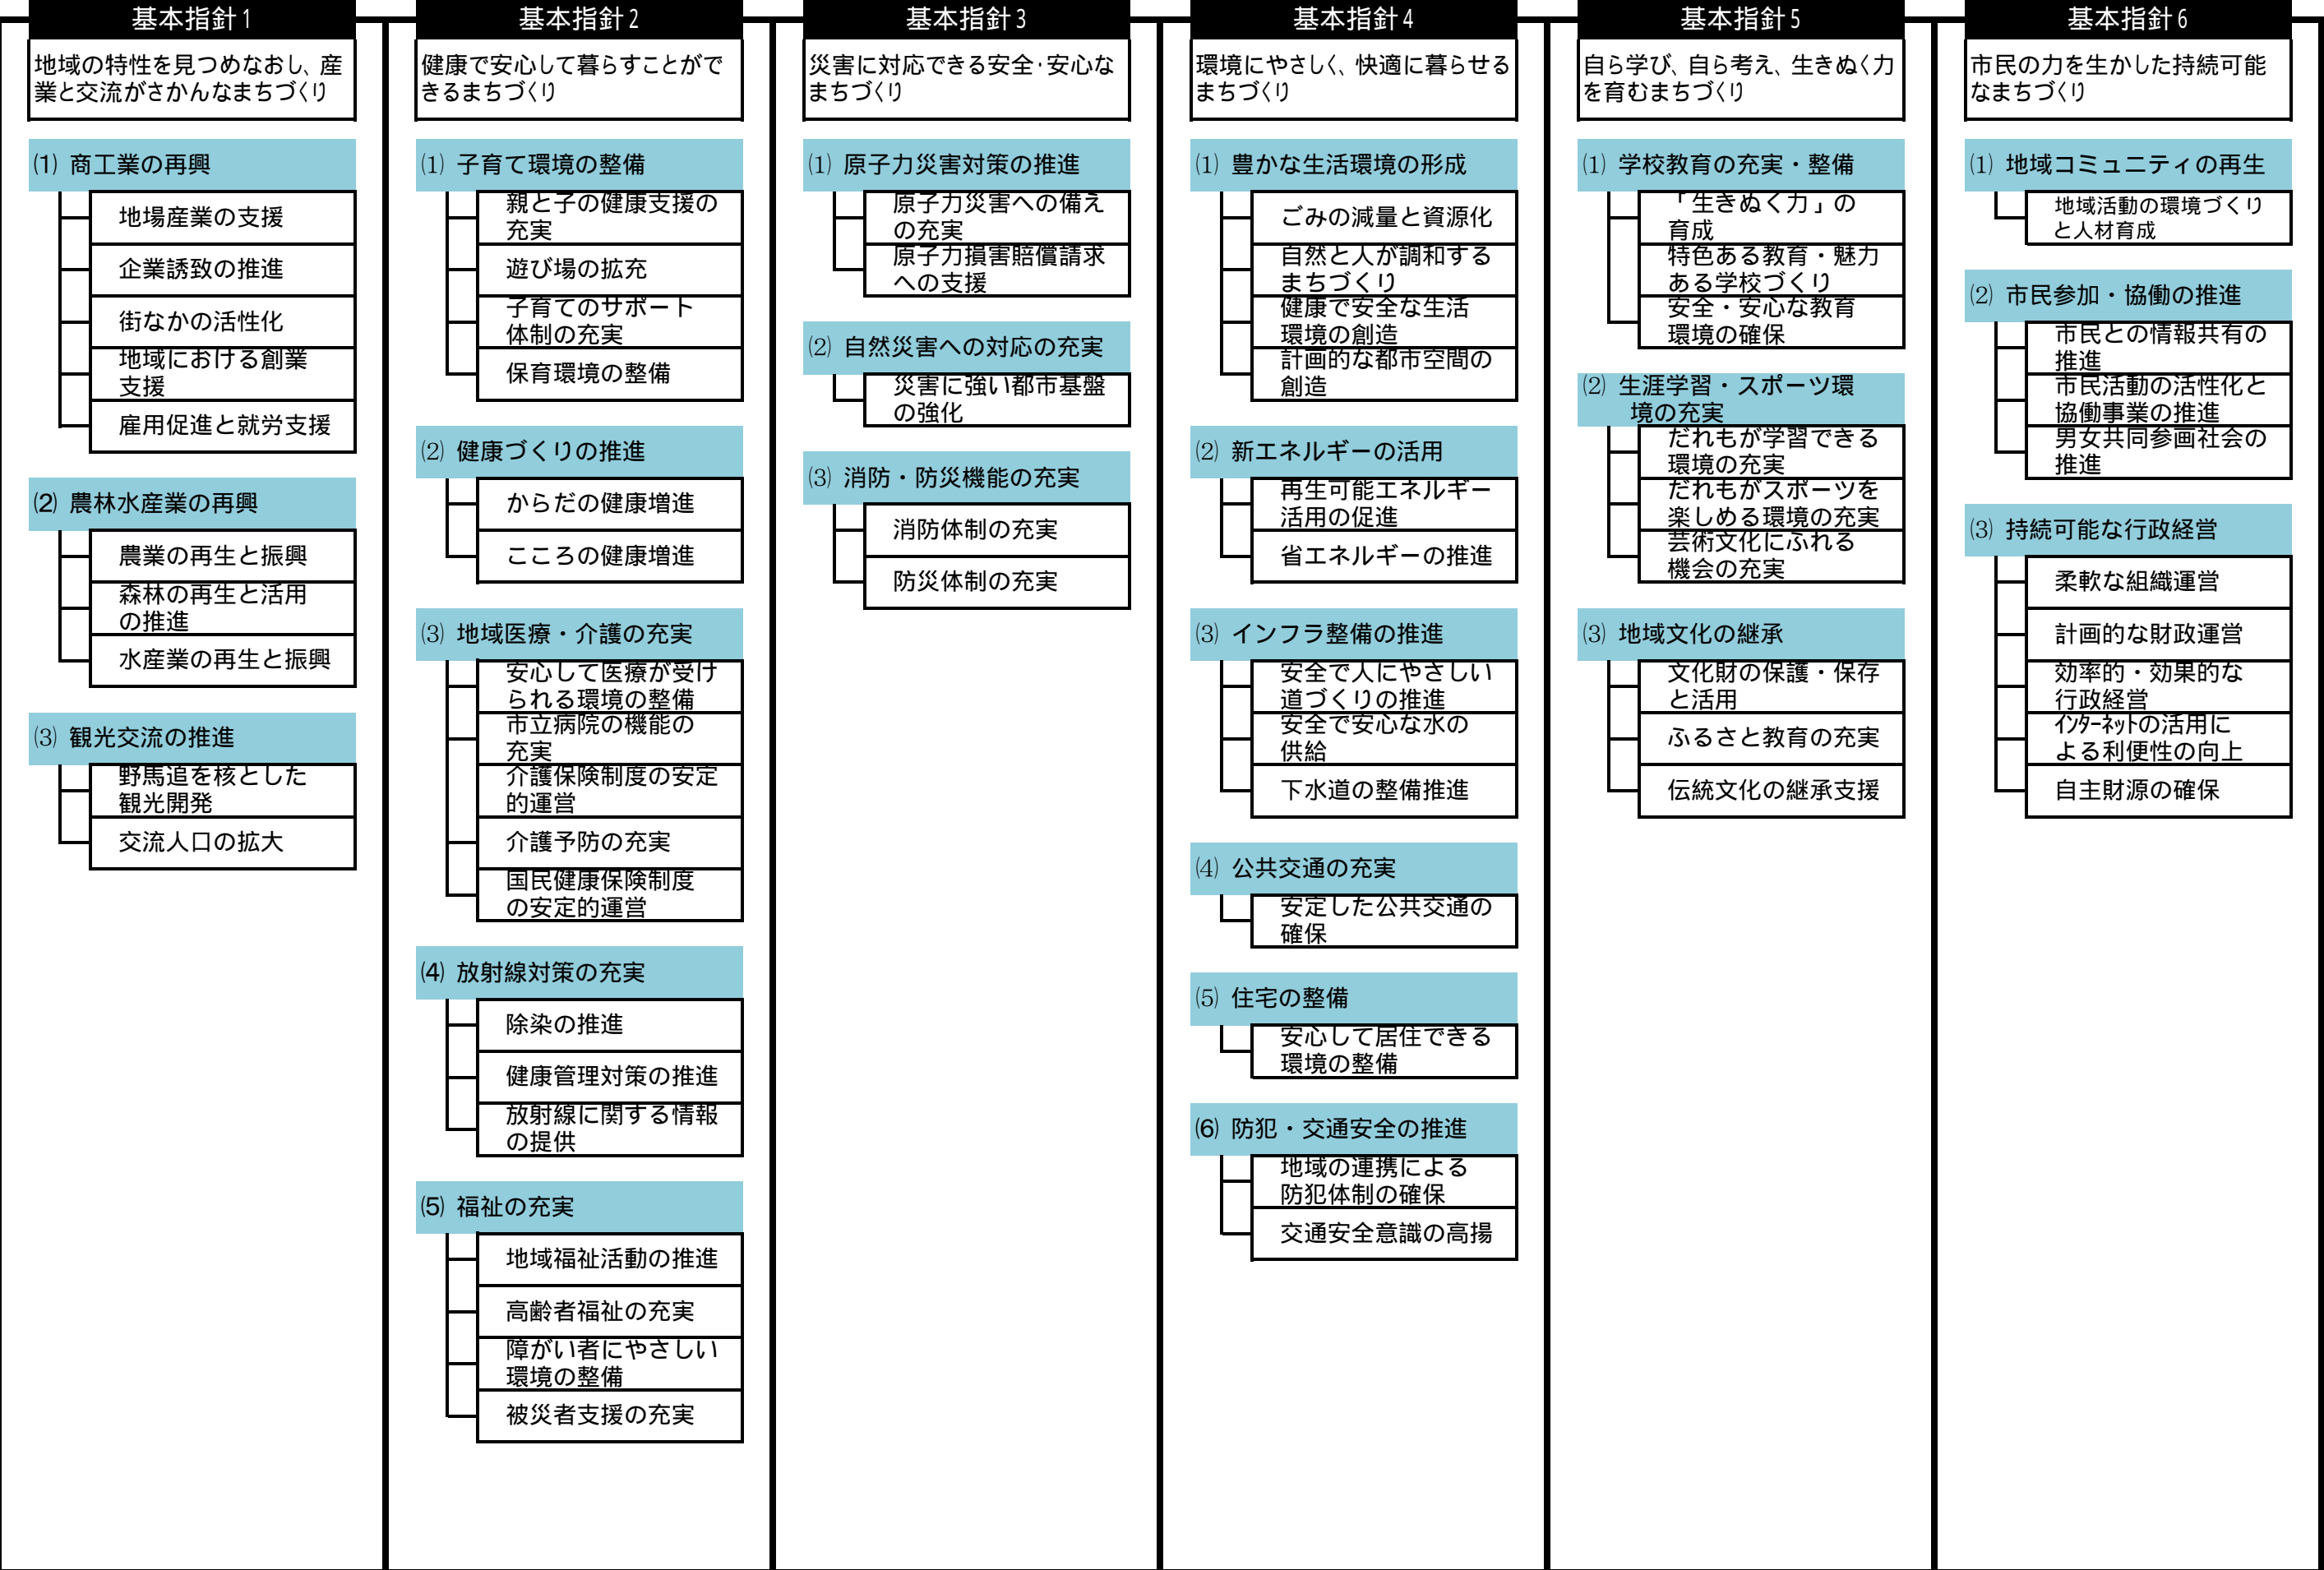 基本指針1
地域の特性を見つめなおし、産
業と交流がさかんなまちづくり
(1) 商工業の再興
地場産業の支援
企業誘致の推進
街なかの活性化
地域における創業
支援
雇用促進と就労支援
(2) 農林水産業の再興
農業の再生と振興
森林の再生と活用
の推進
水産業の再生と振興
(3) 観光交流の推進
野馬追を核とした
観光開発
交流人口の拡大
基本指針2
健康で安心して暮らすことがで
きるまちづくり
(1) 子育て環境の整備
親と子の健康支援の
充実
遊び場の拡充
子育てのサポート
体制の充実
保育環境の整備
(2) 健康づくりの推進
からだの健康増進
こころの健康増進
(3) 地域医療・介護の充実
安心して医療が受け
られる環境の整備
市立病院の機能の
充実
介護保険制度の安定
的運営
介護予防の充実
国民健康保険制度
の安定的運営
(4) 放射線対策の充実
除染の推進
健康管理対策の推進
放射線に関する情報
の提供
(5) 福祉の充実
地域福祉活動の推進
高齢者福祉の充実
障がい者にやさしい
環境の整備
被災者支援の充実
基本指針3
災害に対応できる安全・安心な
まちづくり
(1) 原子力災害対策の推進
原子力災害への備え
の充実
原子力損害賠償請求
への支援
(2) 自然災害への対応の充実
災害に強い都市基盤
の強化
(3) 消防・防災機能の充実
消防体制の充実
防災体制の充実
基本指針4
環境にやさしく、快適に暮らせる
まちづくり
(1) 豊かな生活環境の形成
ごみの減量と資源化
自然と人が調和する
まちづくり
健康で安全な生活
環境の創造
計画的な都市空間の
創造
(2) 新エネルギーの活用
再生可能エネルギー
活用の促進
省エネルギーの推進
(3) インフラ整備の推進
安全で人にやさしい
道づくりの推進
安全で安心な水の
供給
下水道の整備推進
(4) 公共交通の充実
安定した公共交通の
確保
(5) 住宅の整備
安心して居住できる
環境の整備
(6) 防犯・交通安全の推進
地域の連携による
防犯体制の確保
交通安全意識の高揚
基本指針5
自ら学び、自ら考え、生きぬく力
を育むまちづくり
(1) 学校教育の充実・整備
「生きぬく力」の
育成
特色ある教育・魅力
ある学校づくり
安全・安心な教育
環境の確保
(2) 生涯学習・スポーツ環
境の充実
だれもが学習できる
環境の充実
だれもがスポーツを
楽しめる環境の充実
芸術文化にふれる
機会の充実
(3) 地域文化の継承
文化財の保護・保存
と活用
ふるさと教育の充実
伝統文化の継承支援
基本指針6
市民の力を生かした持続可能
なまちづくり
(1) 地域コミュニティの再生
地域活動の環境づくり
と人材育成
(2) 市民参加・協働の推進
市民との情報共有の
推進
市民活動の活性化と
協働事業の推進
男女共同参画社会の
推進
(3) 持続可能な行政経営
柔軟な組織運営
計画的な財政運営
効率的・効果的な
行政経営
ｲﾝﾀｰﾈｯﾄの活用に
よる利便性の向上
自主財源の確保